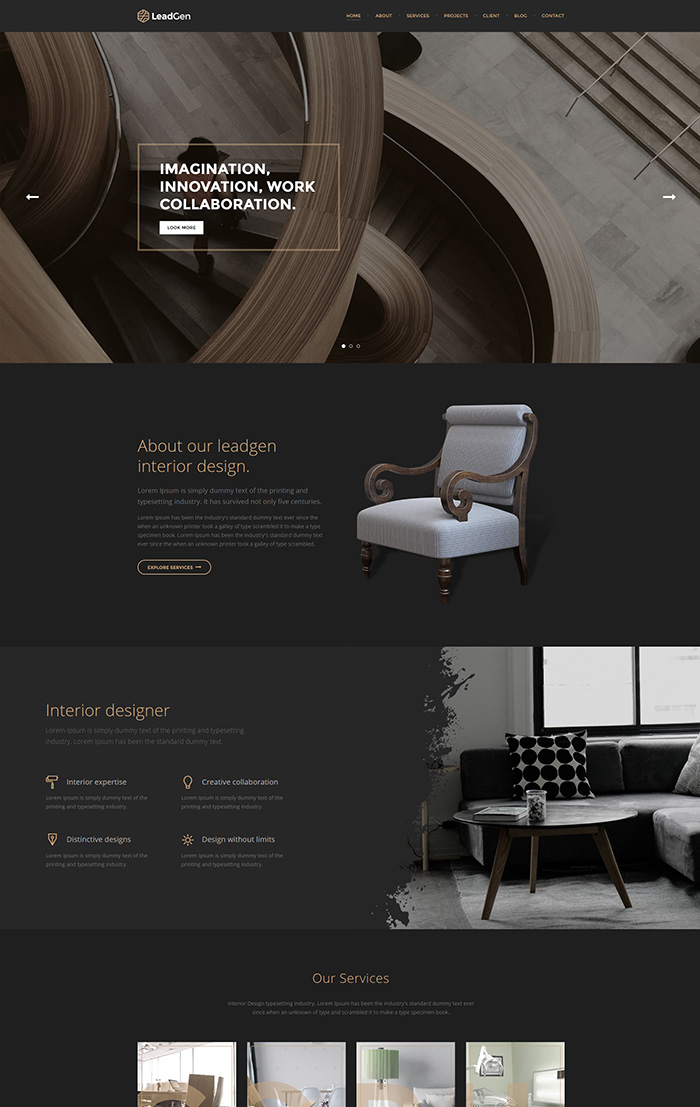 LeadGen
HOME ABOUT SERVICES PROJECTS CLIENT BLOG CONTACT
IMAGINATION,
INNOVATION, WORK
COLLABORATION.
LOOK MORE
About our leadgen
interior design.
Lorem Ipsum is simply dummy text of the printing and
typesetting industry. It has survived not only five centuries.
Lorem Ipsum has been the industry's standard dummy text ever since the
when an unknown printer took a galley of type scrambled it to make a type
specimen book. Lorem Ipsum has been the industry's standard dummy text
ever since the-when an unknown printer took a galley of type scrambled.
EXPLORE SERVICES
Interior designer
Lorem Ipsum is simply dummy text of the printing and typesetting
industry. Lorem Ipsum has been the standard dummy text.
Interior expertise
Lorem Ipsum is simply dummy text of the
printing and typesetting industry.
Creative collaboration
Lorem Ipsum is simply dummy text of the
printing and typesetting industry.
Distinctive designs
Lorem Ipsum is simply dummy text of the
printing and typesetting industry.
Design without limits
Lorem Ipsum is simply dummy text of the
printing and typesetting industry.
Our Services
Interior Design typesetting industry. Lorem Ipsum has been the industry's standard dummy text ever
since when an unknown of type and scrambled it to make a type specimen book.